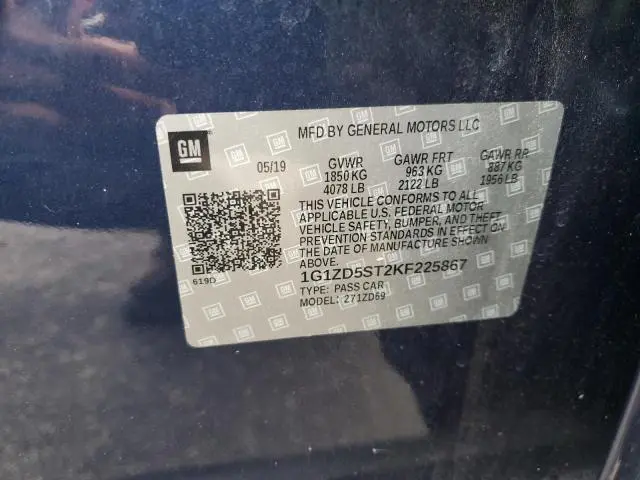 GM
MFD BY GENERAL MOTORS LLC
05/19 GVWR GAWR FRT GAWR RR
1850 KG 963 KG 887 KG
4078 LB 2122 LB 1956 LB
THIS VEHICLE CONFORMS TO ALL
APPLICABLE U.S. FEDERAL MOTOR
VEHICLE SAFETY, BUMPER, AND THEFT
PREVENTION STANDARDS IN EFFECT ON
THE DATE OF MANUFACTURE SHOWN
ABOVE.
619D
1G1ZD5ST2KF225867
TYPE: PASS CAR
MODEL: 271ZD69